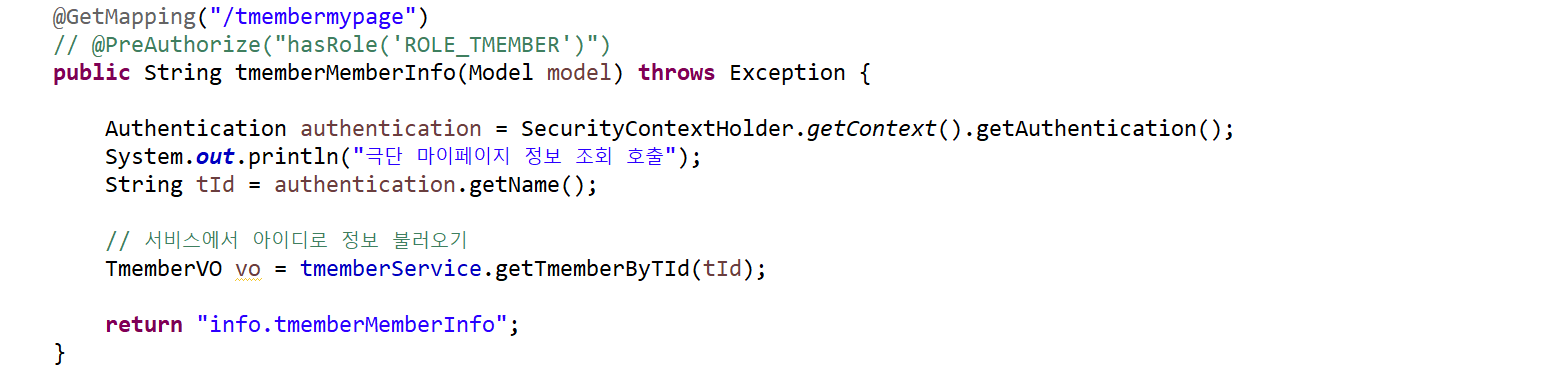 @GetMapping("/tmembermypage")
// @PreAuthorize("hasRole('ROLE_TMEMBER')")
public String tmemberMemberInfo(Model model) throws Exception {
Authentication authentication = SecurityContextHolder.getContext().getAuthentication();
System.out.println("극단 마이페이지 정보 조회 호출");
String tId = authentication.getName();
// 서비스에서 아이디로 정보 불러오기
TmemberVO vo = tmemberService.getTmemberByTId(tId);
return "info.tmemberMemberInfo";
}